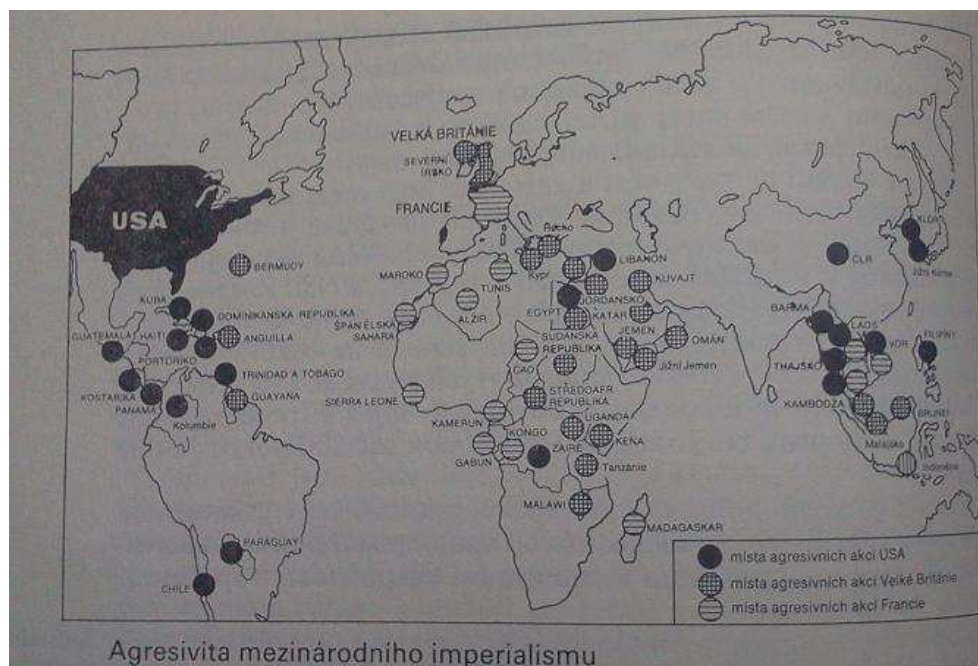 VELKÁ BRITÁNIE
SEVERNÍ
IRSKO
USA
FRANCIE
BERMUDY
Řecko
Kypr
LIBANON
ČLR
KLDR
Jižní Korea
MAROKO
TUNIS
KUVAJT
KUBA
DOMINIKÁNSKA REPUBLIKA
ALŽÍR
EGYPT
JORDÁNSKO
KATAR
BARMA
GUATEMALA
HAITI
ANGUILLA
ŠPANĚLSKÁ
SAHARA
SÚDÁNSKÁ
REPUBLIKA
JEMEN
OMÁN
LAOS
VDR
FILIPÍNY
PORTORIKO
ČAD
Jižní Jemen
THAJSKO
TRINIDAD A TOBAGO
KOSTARIKA
PANAMA
GUAYANA
SIERRA LEONE
STŘEDOAFR.
REPUBLIKA
KAMBODŽA
BRUNEJ
Kolumbie
KAMERUN
UGANDA
Malajsko
KONGO
KEŇA
GABUN
ZAIRE
Tanzánie
Indonésie
MALAWI
MADAGASKAR
PARAGUAY
CHILE
místa agresivních akcí USA
místa agresivních akcí Velké Británie
místa agresivních akcí Francie
Agresivita mezinárodního imperialismu